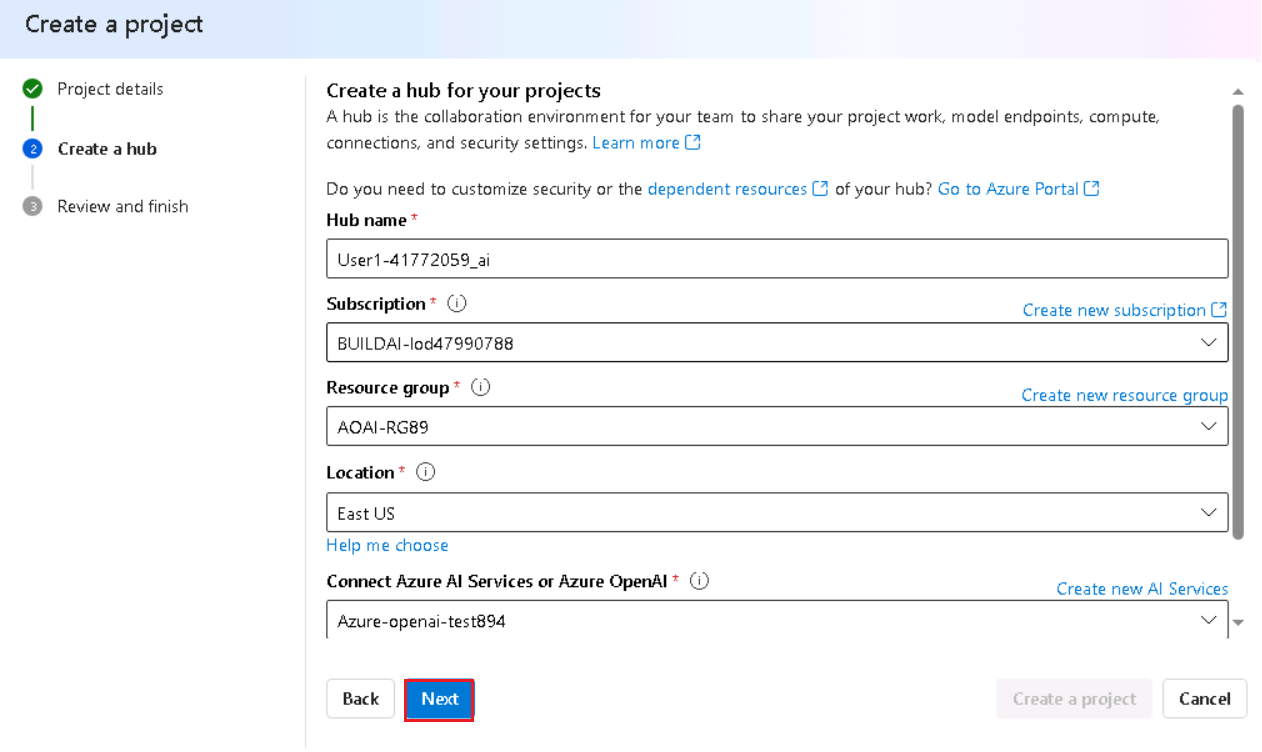 Create a project
Project details
2 Create a hub
3 Review and finish
Create a hub for your projects
A hub is the collaboration environment for your team to share your project work, model endpoints, compute,
connections, and security settings. Learn more
Do you need to customize security or the dependent resources of your hub? Go to Azure Portal
Hub name *
User1-41772059_ai
Subscription *
Create new subscription
BUILDAI-lod47990788
Resource group *
Create new resource group
AOAI-RG89
Location *
East US
Help me choose
Connect Azure AI Services or Azure OpenAI *
Create new AI Services
Azure-openai-test894
Back Next Create a project Cancel